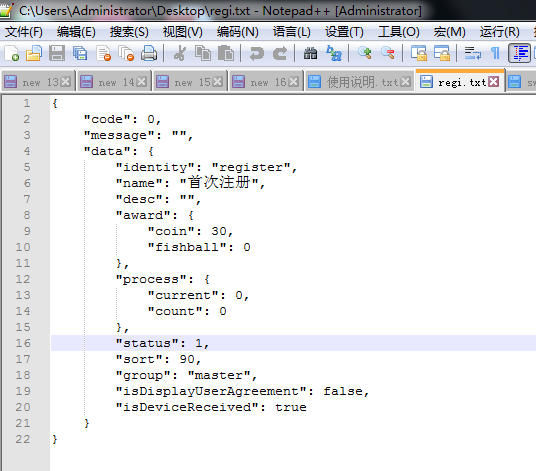 C:\Users\Administrator\Desktop\regi.txt - Notepad++ [Administrator]
文件(F) 编辑(E) 搜索(S) 视图(V) 编码(N) 语言(L) 设置(T) 工具(O) 宏(M) 运行(R)
new 13 new 14 new 15 new 16 使用说明.txt regi.txt sw
1 {
2 "code": 0,
3 "message": "",
4 "data": {
5 "identity": "register",
6 "name": "首次注册",
7 "desc": "",
8 "award": {
9 "coin": 30,
10 "fishball": 0
11 },
12 "process": {
13 "current": 0,
14 "count": 0
15 },
16 "status": 1,
17 "sort": 90,
18 "group": "master",
19 "isDisplayUserAgreement": false,
20 "isDeviceReceived": true
21 }
22 }